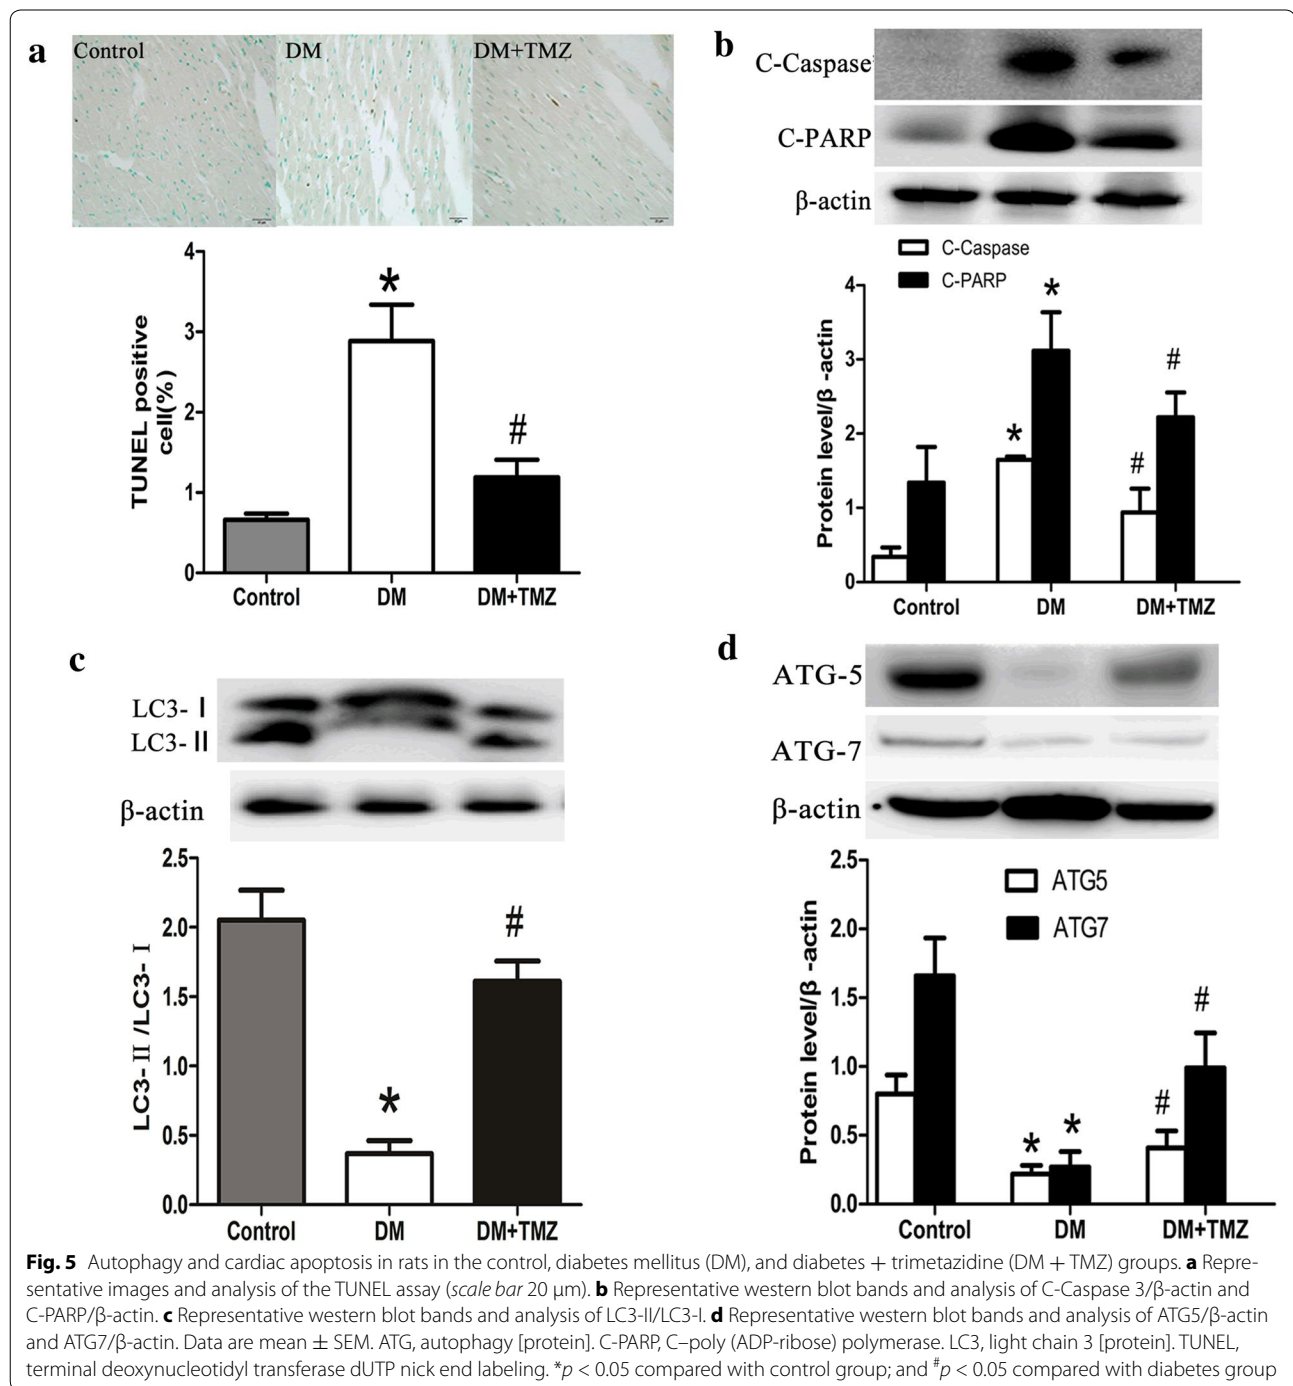 a
Control
DM
DM+TMZ
4
3
2
1
0
TUNEL positive
cell(%)
*
#
Control
DM
DM+TMZ
b
C-Caspase
C-PARP
β-actin
C-Caspase
C-PARP
4
3
2
1
0
Protein level/β -actin
*
*
#
#
Control
DM
DM+TMZ
c
LC3- Ⅰ
LC3- Ⅱ
β-actin
2.5
2.0
1.5
1.0
0.5
0.0
LC3- Ⅱ /LC3- Ⅰ
*
#
Control
DM
DM+TMZ
d
ATG-5
ATG-7
β-actin
ATG5
ATG7
2.5
2.0
1.5
1.0
0.5
0.0
Protein level/β -actin
*
*
#
#
Control
DM
DM+TMZ
Fig. 5 Autophagy and cardiac apoptosis in rats in the control, diabetes mellitus (DM), and diabetes + trimetazidine (DM + TMZ) groups. a Repre-
sentative images and analysis of the TUNEL assay (scale bar 20 μm). b Representative western blot bands and analysis of C-Caspase 3/β-actin and
C-PARP/β-actin. c Representative western blot bands and analysis of LC3-II/LC3-I. d Representative western blot bands and analysis of ATG5/β-actin
and ATG7/β-actin. Data are mean ± SEM. ATG, autophagy [protein]. C-PARP, C–poly (ADP-ribose) polymerase. LC3, light chain 3 [protein]. TUNEL,
terminal deoxynucleotidyl transferase dUTP nick end labeling. *p < 0.05 compared with control group; and #p < 0.05 compared with diabetes group